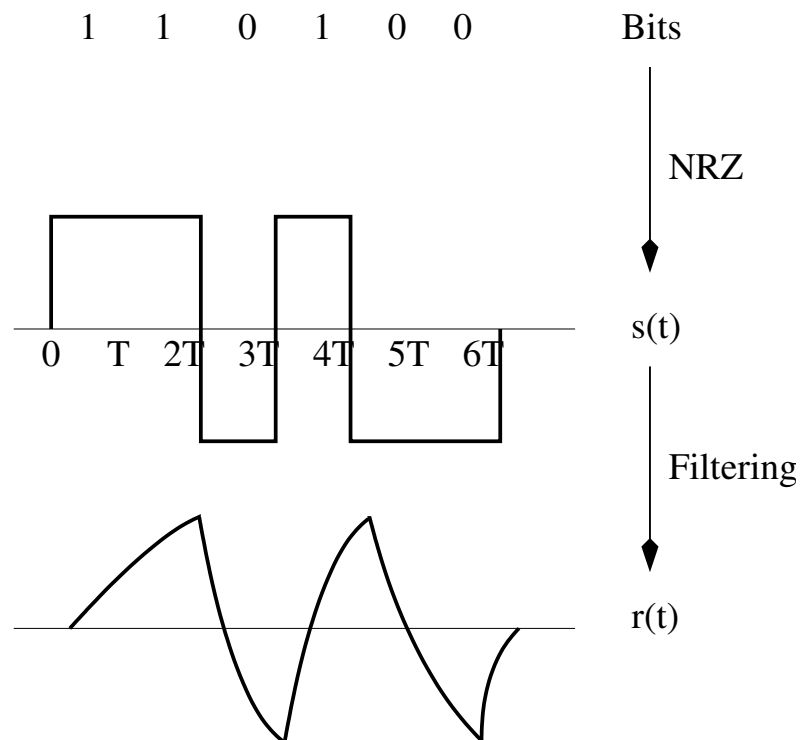 1 1 0 1 0 0 Bits
NRZ
s(t)
0 T 2T 3T 4T 5T 6T
Filtering
r(t)